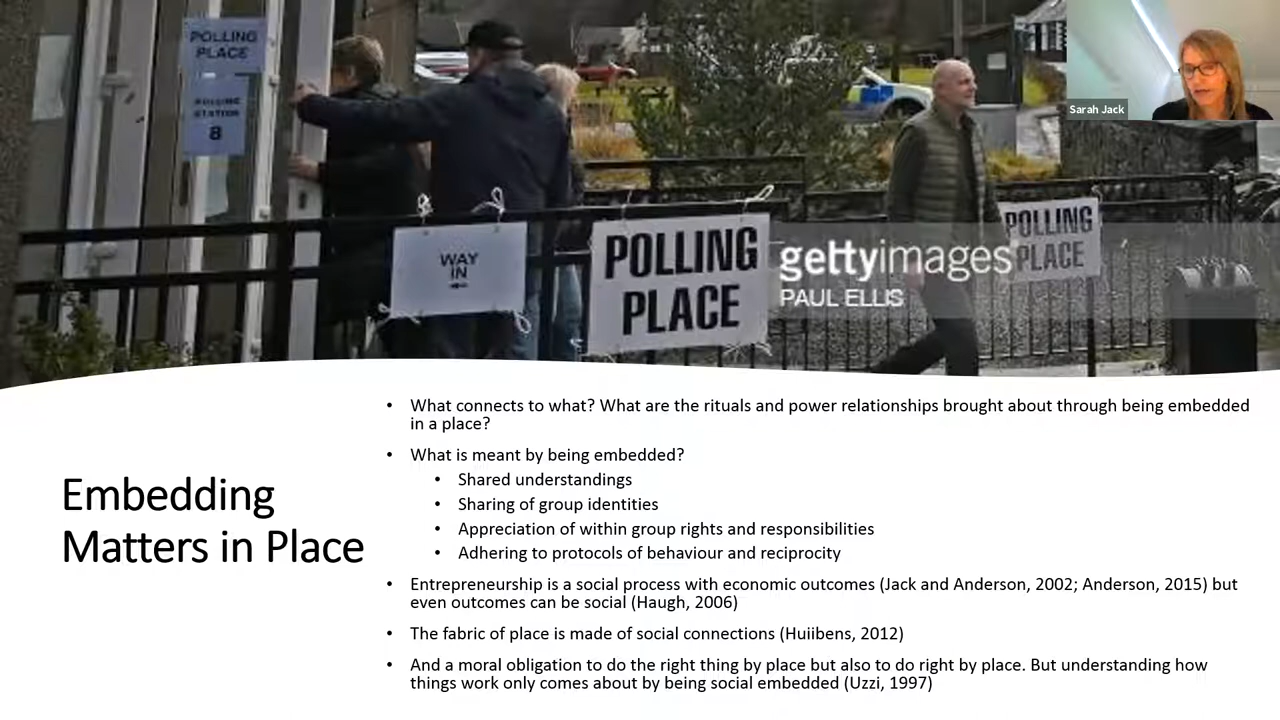 POLLING
PLACE
POLLING
STATION
8
Sarah Jack
WAY
IN
POLLING
PLACE
gettyimages
PAUL ELLIS
POLLING
PLACE
Embedding
Matters in Place
• What connects to what? What are the rituals and power relationships brought about through being embedded
in a place?
• What is meant by being embedded?
• Shared understandings
• Sharing of group identities
• Appreciation of within group rights and responsibilities
• Adhering to protocols of behaviour and reciprocity
• Entrepreneurship is a social process with economic outcomes (Jack and Anderson, 2002; Anderson, 2015) but
even outcomes can be social (Haugh, 2006)
• The fabric of place is made of social connections (Huiibens, 2012)
• And a moral obligation to do the right thing by place but also to do right by place. But understanding how
things work only comes about by being social embedded (Uzzi, 1997)